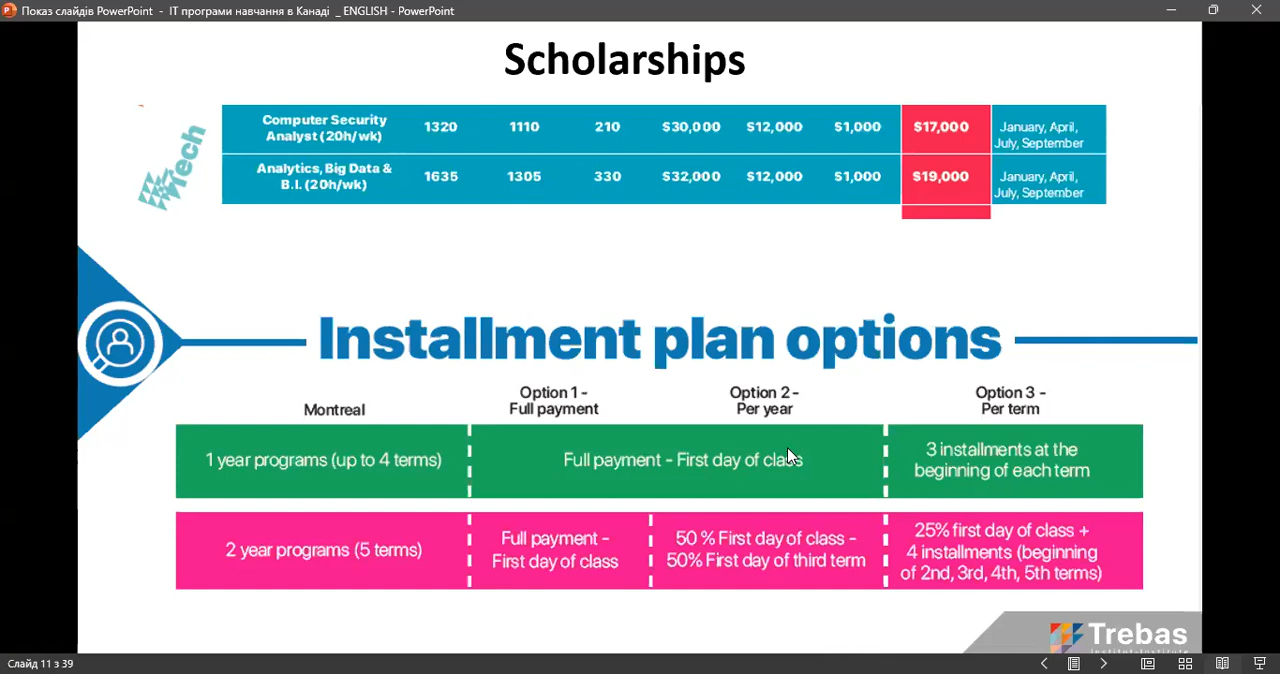 Показ слайдів PowerPoint - IT програми навчання в Канаді _ ENGLISH - PowerPoint
Scholarships
Tech
Computer Security
Analyst (20h/wk)
1320 1110 210 $30,000 $12,000 $1,000 $17,000
January, April,
July, September
Analytics, Big Data &
B.I. (20h/wk)
1635 1305 330 $32,000 $12,000 $1,000 $19,000
January, April,
July, September
Installment plan options
Montreal
Option 1 -
Full payment
Option 2 -
Per year
Option 3 -
Per term
1 year programs (up to 4 terms)
Full payment - First day of class
3 installments at the
beginning of each term
2 year programs (5 terms)
Full payment -
First day of class
50 % First day of class -
50% First day of third term
25% first day of class +
4 installments (beginning
of 2nd, 3rd, 4th, 5th terms)
Trebas
Institut-Institute
Слайд 11 з 39